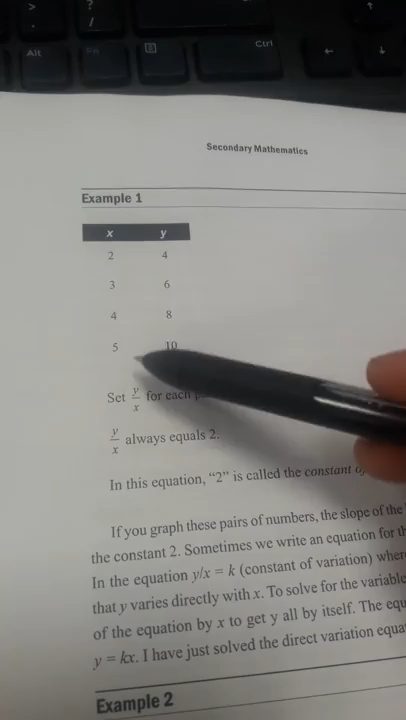 > ?
. /
Alt
Ctrl
Secondary Mathematics
Example 1
x y
2 4
3 6
4 8
5 10
Set y/x for each
y/x always equals 2.
In this equation, “2” is called the constant
If you graph these pairs of numbers, the slope of the
the constant 2. Sometimes we write an equation for
In the equation y/x = k (constant of variation)
that y varies directly with x. To solve for the variable
of the equation by x to get y all by itself. The
y = kx. I have just solved the direct variation
Example 2